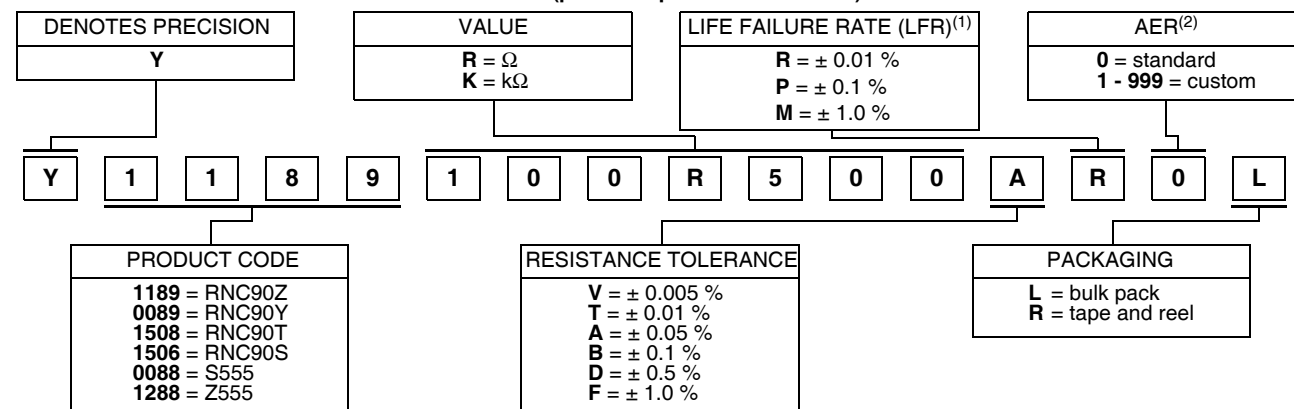 DENOTES PRECISION
Y
VALUE
R = Ω
K = kΩ
LIFE FAILURE RATE (LFR)(1)
R = ± 0.01 %
P = ± 0.1 %
M = ± 1.0 %
AER(2)
0 = standard
1 - 999 = custom
Y 1 1 8 9 1 0 0 R 5 0 0 A R 0 L
PRODUCT CODE
1189 = RNC90Z
0089 = RNC90Y
1508 = RNC90T
1506 = RNC90S
0088 = S555
1288 = Z555
RESISTANCE TOLERANCE
V = ± 0.005 %
T = ± 0.01 %
A = ± 0.05 %
B = ± 0.1 %
D = ± 0.5 %
F = ± 1.0 %
PACKAGING
L = bulk pack
R = tape and reel